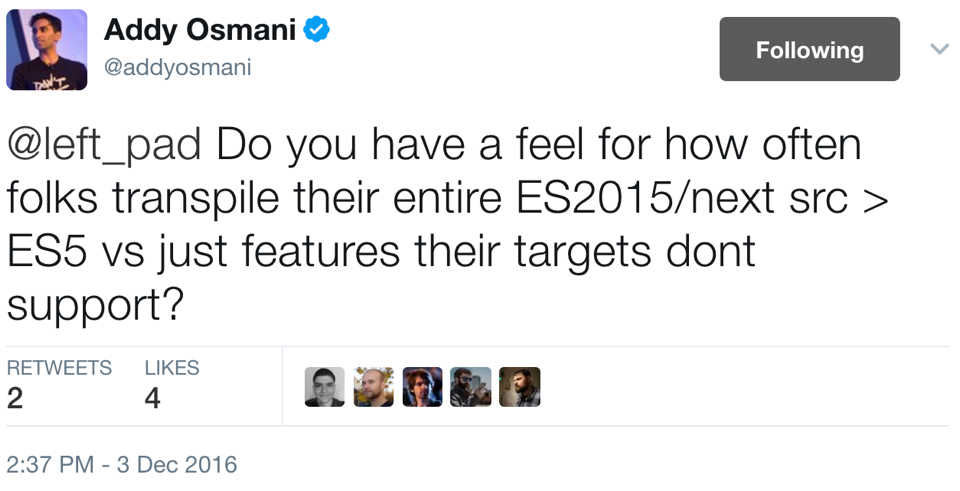 Addy Osmani
@addyosmani
Following
@left_pad Do you have a feel for how often
folks transpile their entire ES2015/next src >
ES5 vs just features their targets dont
support?
RETWEETS LIKES
2 4
2:37 PM - 3 Dec 2016